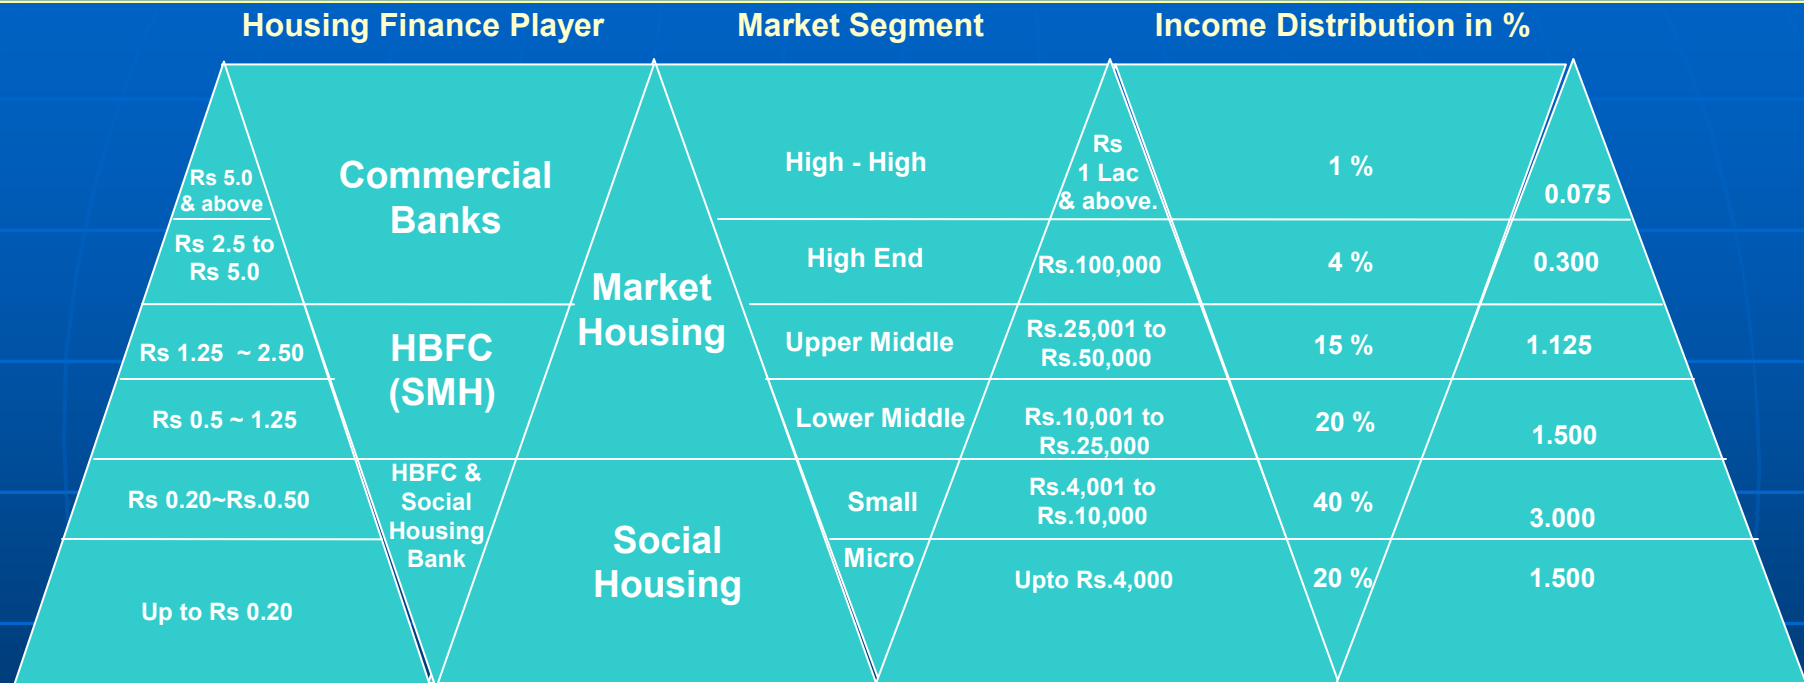 Housing Finance Player
Market Segment
Income Distribution in %
Rs 5.0
& above
Commercial
Banks
High - High
Rs
1 Lac
& above.
1 %
0.075
Rs 2.5 to
Rs 5.0
High End
Rs.100,000
4 %
0.300
Market
Housing
Rs 1.25 ~ 2.50
HBFC
(SMH)
Upper Middle
Rs.25,001 to
Rs.50,000
15 %
1.125
Rs 0.5 ~ 1.25
Lower Middle
Rs.10,001 to
Rs.25,000
20 %
1.500
Rs 0.20~Rs.0.50
HBFC &
Social
Housing
Bank
Social
Housing
Small
Rs.4,001 to
Rs.10,000
40 %
3.000
Up to Rs 0.20
Micro
Upto Rs.4,000
20 %
1.500